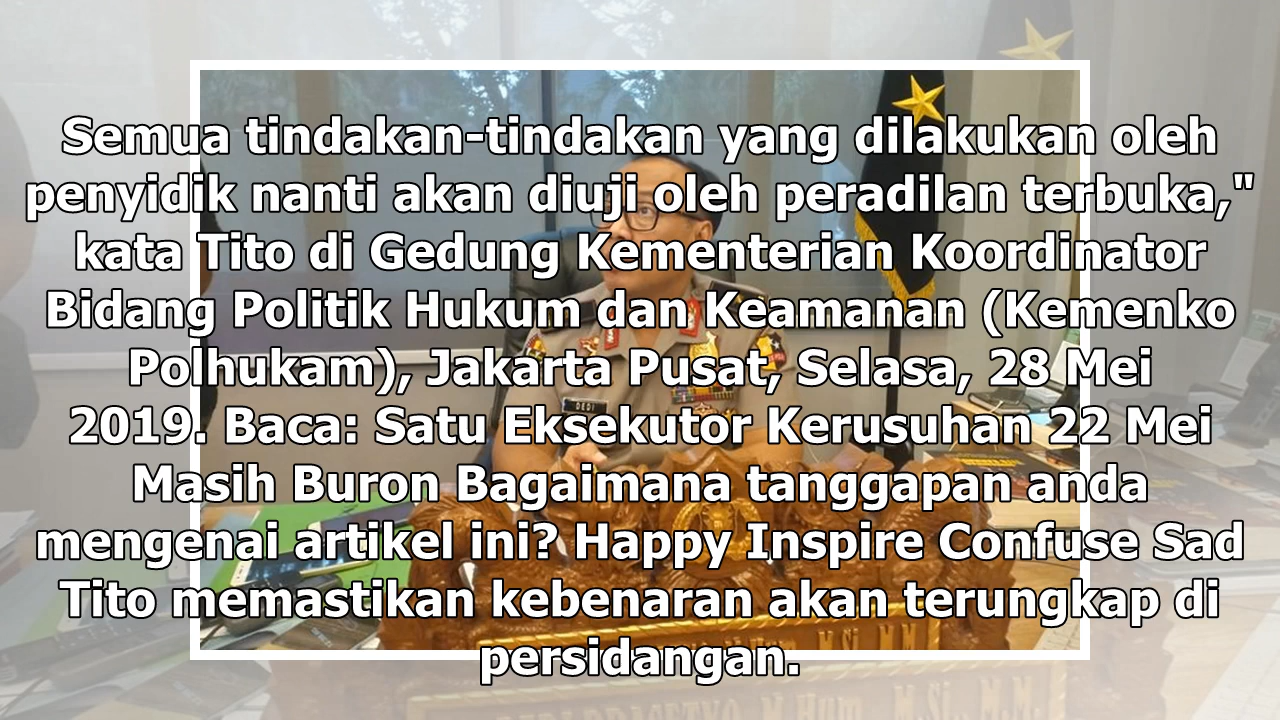 Semua tindakan-tindakan yang dilakukan oleh
penyidik nanti akan diuji oleh peradilan terbuka,"
kata Tito di Gedung Kementerian Koordinator
Bidang Politik Hukum dan Keamanan (Kemenko
Polhukam), Jakarta Pusat, Selasa, 28 Mei
2019. Baca: Satu Eksekutor Kerusuhan 22 Mei
Masih Buron Bagaimana tanggapan anda
mengenai artikel ini? Happy Inspire Confuse Sad
Tito memastikan kebenaran akan terungkap di
persidangan.
DEDI
M.Hum., M.Si., M.M.